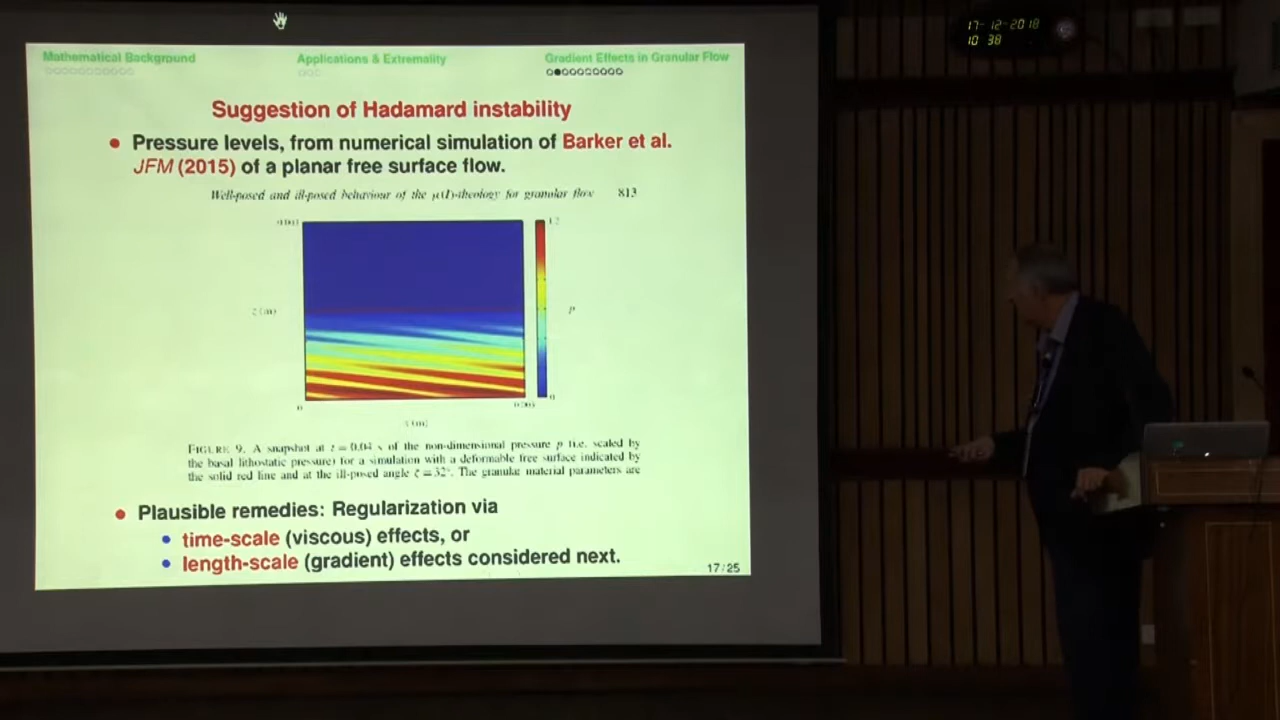 17-12-2018
10 38
Mathematical Background
Applications & Extremality
Gradient Effects in Granular Flow
Suggestion of Hadamard instability
• Pressure levels, from numerical simulation of Barker et al.
JFM (2015) of a planar free surface flow.
Well-posed and ill-posed behaviour of the μ(I)-rheology for granular flow 813
z (m)
p
0
0
x (m)
FIGURE 9. A snapshot at t = 0.04 s of the non-dimensional pressure p (i.e. scaled by
the basal lithostatic pressure) for a simulation with a deformable free surface indicated by
the solid red line and at the ill-posed angle ζ = 32°. The granular material parameters are
• Plausible remedies: Regularization via
• time-scale (viscous) effects, or
• length-scale (gradient) effects considered next.
17/25